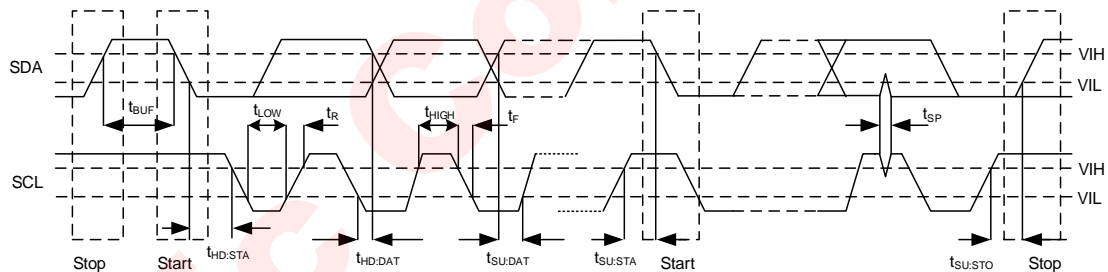 SDA
VIH
VIL
tBUF
tLOW
tR
tHIGH
tF
tSP
SCL
VIH
VIL
tHD:STA
tHD:DAT
tSU:DAT
tSU:STA
tSU:STO
Stop
Start
Start
Stop